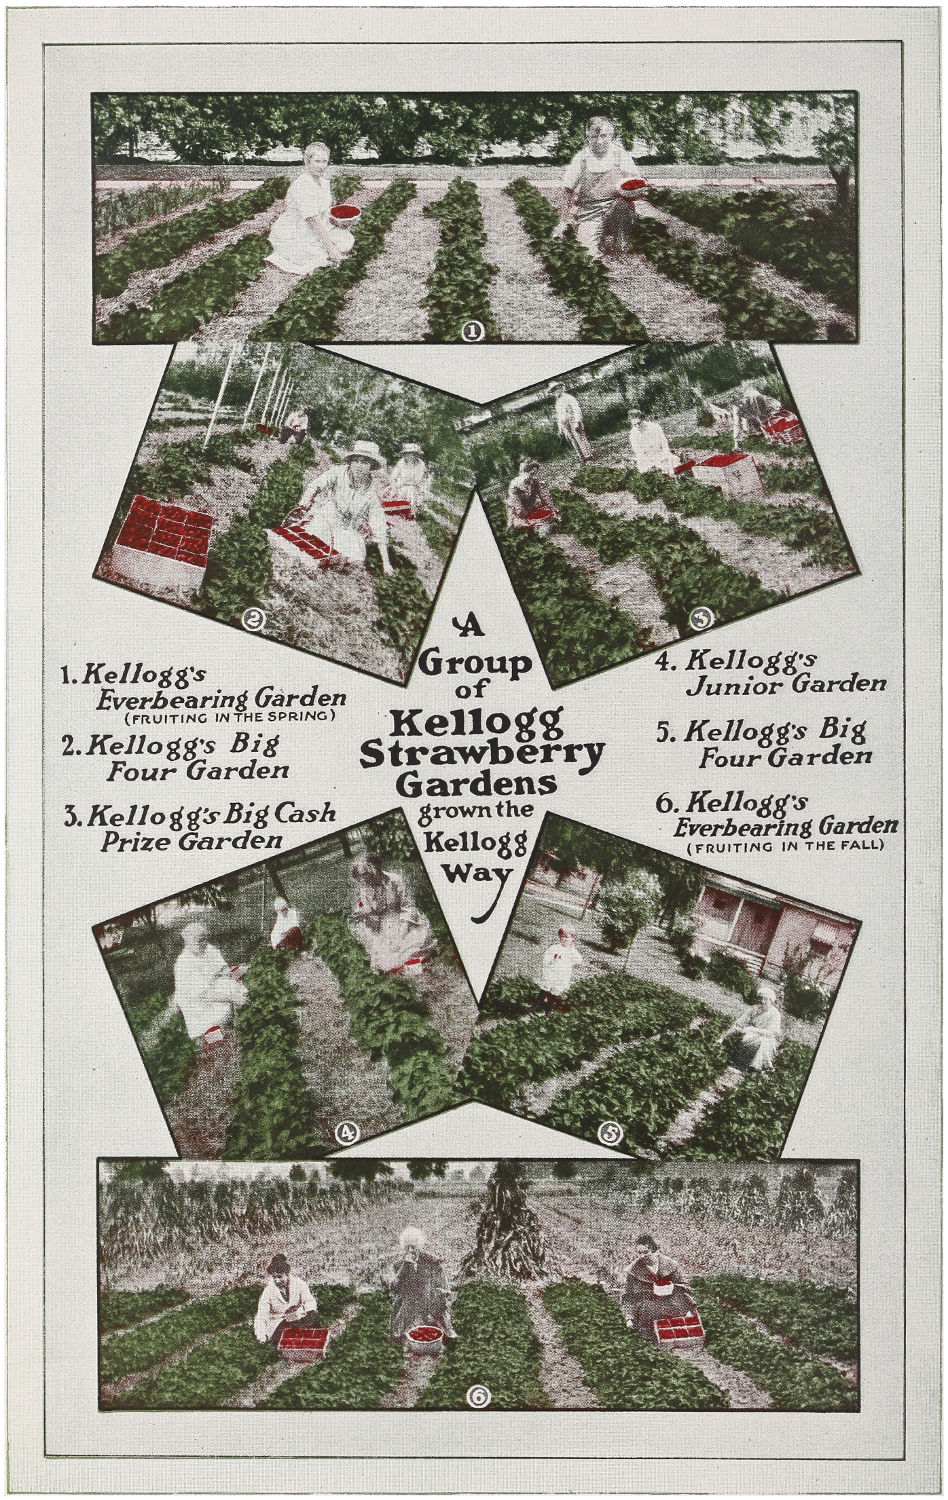 1
2
3
A
Group
of
Kellogg
Strawberry
Gardens
grown the
Kellogg
Way
1. Kellogg's
Everbearing Garden
(FRUITING IN THE SPRING)
2. Kellogg's Big
Four Garden
3. Kellogg's Big Cash
Prize Garden
4. Kellogg's
Junior Garden
5. Kellogg's Big
Four Garden
6. Kellogg's
Everbearing Garden
(FRUITING IN THE FALL)
4
5
6